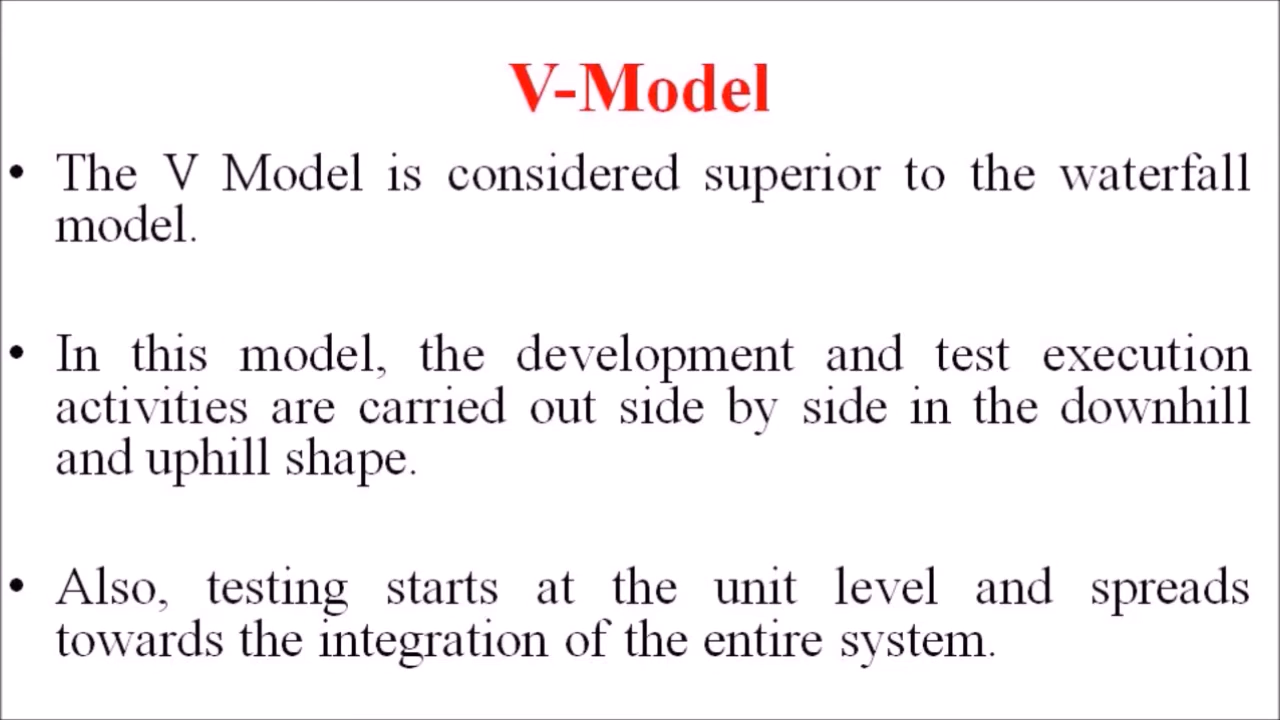 V-Model
• The V Model is considered superior to the waterfall
model.
• In this model, the development and test execution
activities are carried out side by side in the downhill
and uphill shape.
• Also, testing starts at the unit level and spreads
towards the integration of the entire system.